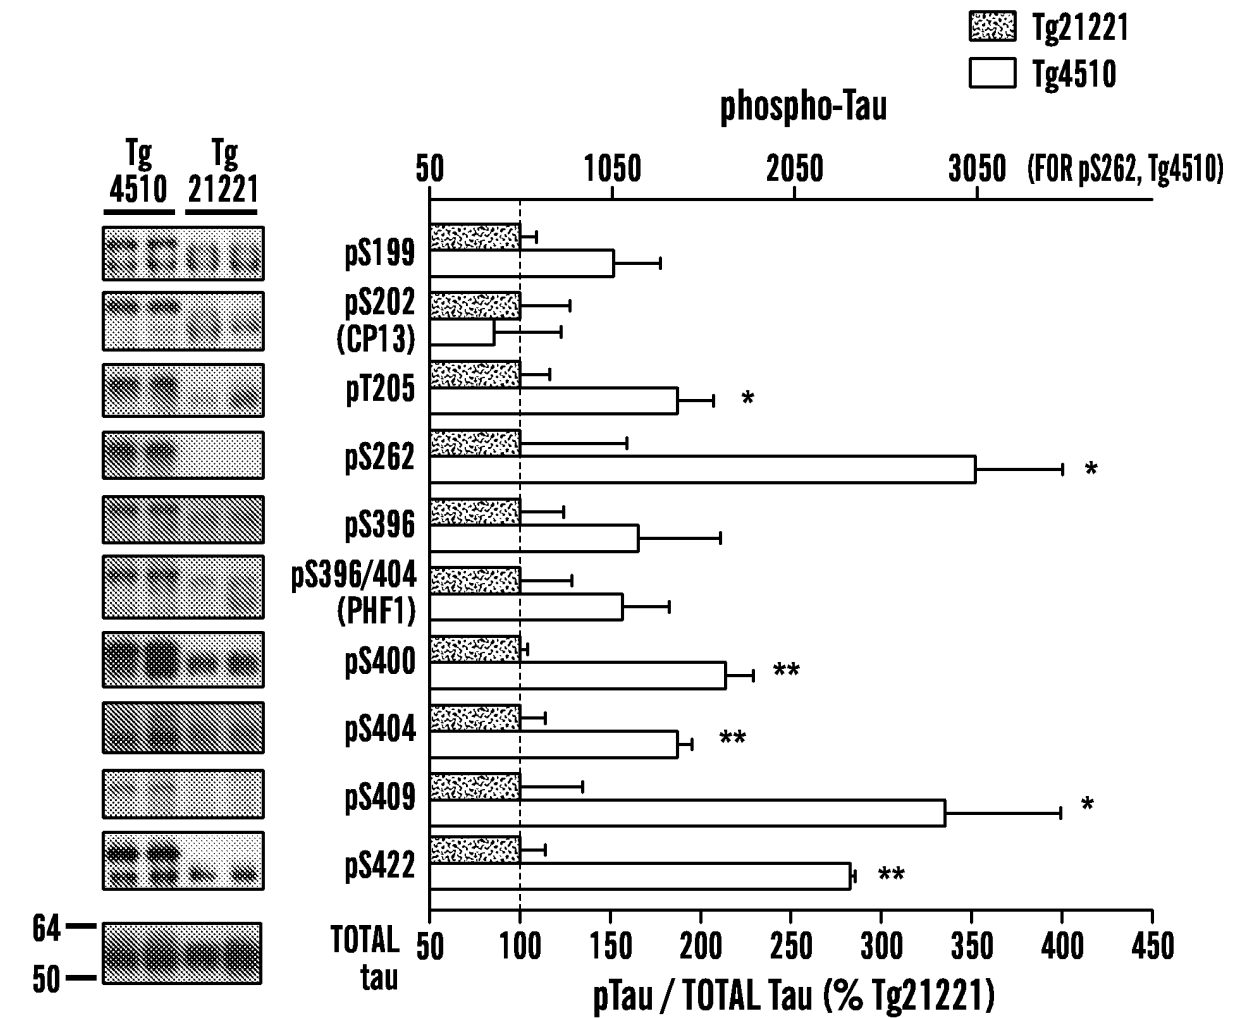 Tg21221
Tg4510
phospho-Tau
50 1050 2050 3050 (FOR pS262, Tg4510)
Tg
4510
Tg
21221
pS199
pS202
(CP13)
pT205
*
pS262
*
pS396
pS396/404
(PHF1)
pS400
**
pS404
**
pS409
*
pS422
**
64
50
TOTAL
tau
50 100 150 200 250 300 350 400 450
pTau / TOTAL Tau (% Tg21221)